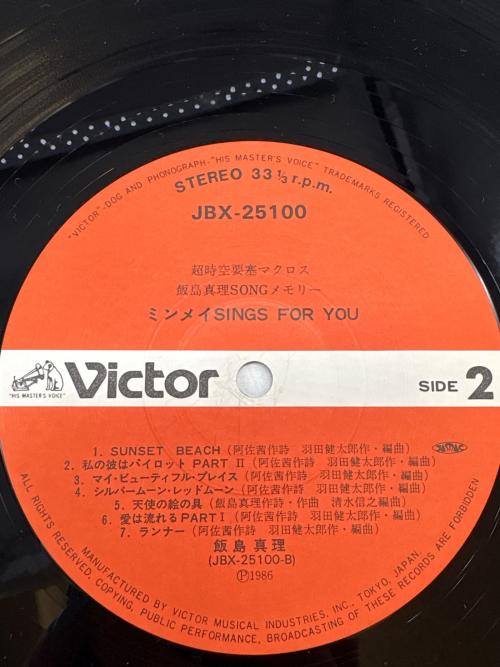 "VICTOR"-DOG AND PHONOGRAPH-"HIS MASTER'S VOICE" TRADEMARKS REGISTERED
STEREO 33 1/3 r.p.m.
JBX-25100
超時空要塞マクロス
飯島真理SONGメモリー
ミンメイSINGS FOR YOU
"HIS MASTER'S VOICE"
Victor
SIDE 2
1. SUNSET BEACH (阿佐茜作詩 羽田健太郎作・編曲)
2. 私の彼はパイロット PART II (阿佐茜作詩 羽田健太郎作・編曲)
3. マイ・ビューティフル・プレイス (阿佐茜作詩 羽田健太郎作・編曲)
4. シルバームーン・レッドムーン (阿佐茜作詩 羽田健太郎作・編曲)
5. 天使の絵の具 (飯島真理作詩・作曲 清水信之編曲)
6. 愛は流れる PART I (阿佐茜作詩 羽田健太郎作・編曲)
7. ランナー (阿佐茜作詩 羽田健太郎作・編曲)
JASRAC
飯島真理
(JBX-25100-B)
Ⓟ1986
MANUFACTURED BY VICTOR MUSICAL INDUSTRIES, INC., TOKYO, JAPAN.
ALL RIGHTS RESERVED. COPYING, PUBLIC PERFORMANCE, BROADCASTING OF THESE RECORDS ARE FORBIDDEN